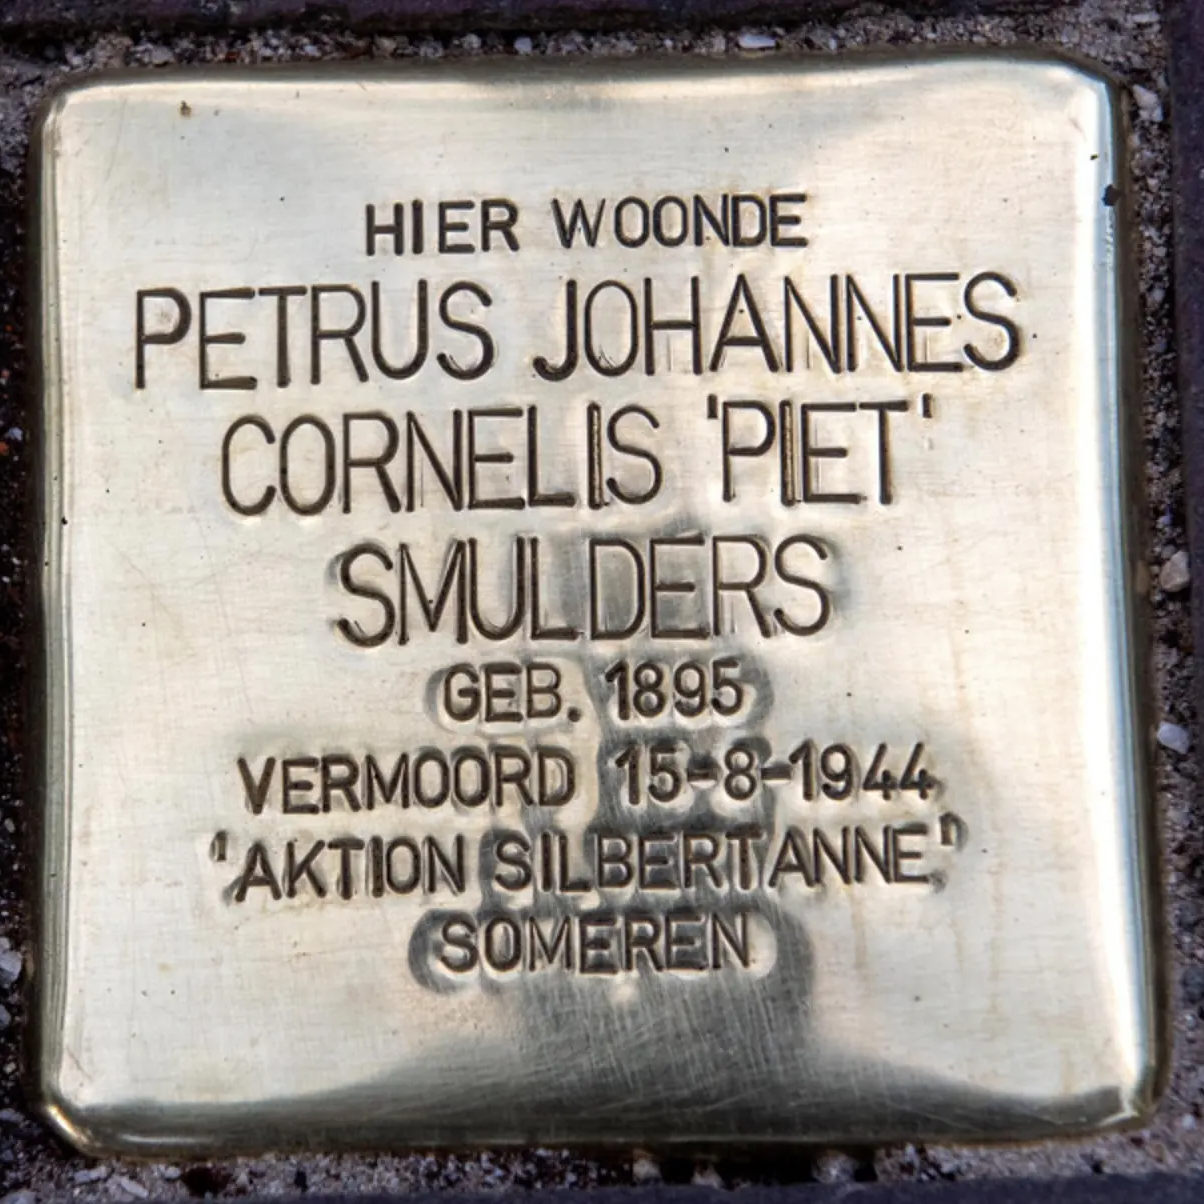 HIER WOONDE
PETRUS JOHANNES
CORNELIS 'PIET'
SMULDERS
GEB. 1895
VERMOORD 15-8-1944
'AKTION SILBERTANNE'
SOMEREN